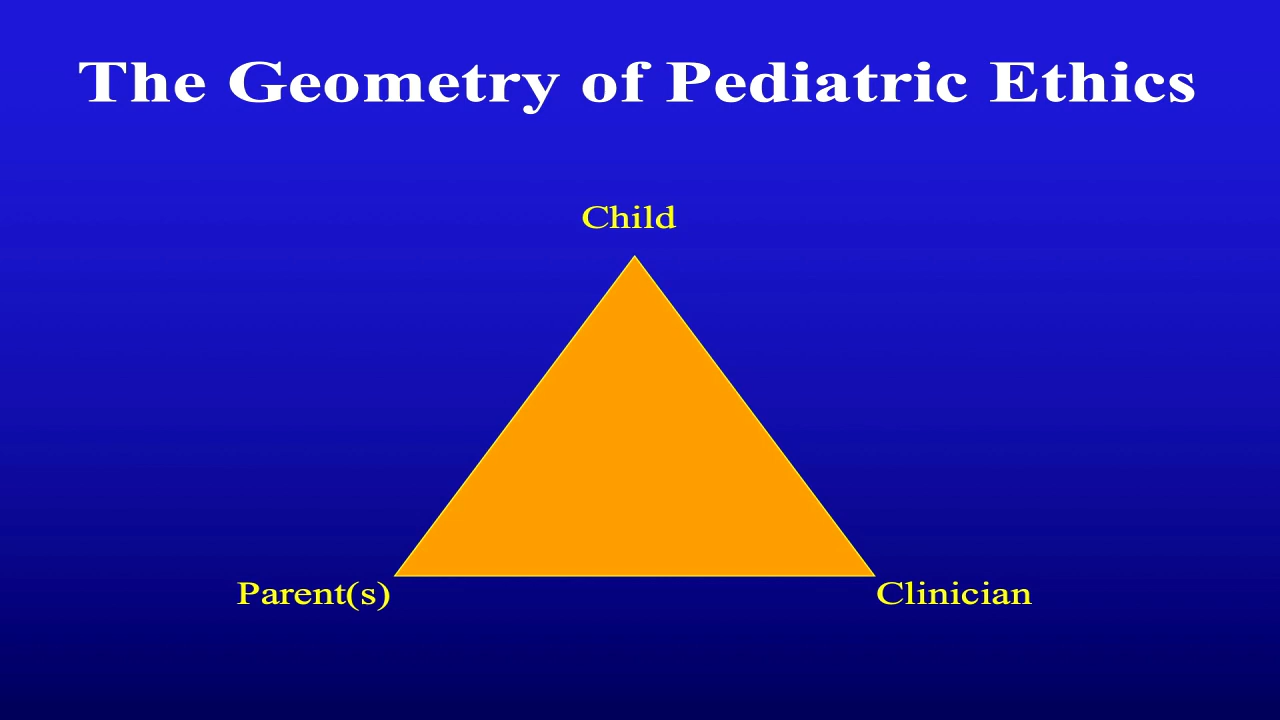 The Geometry of Pediatric Ethics
Child
Parent(s)
Clinician